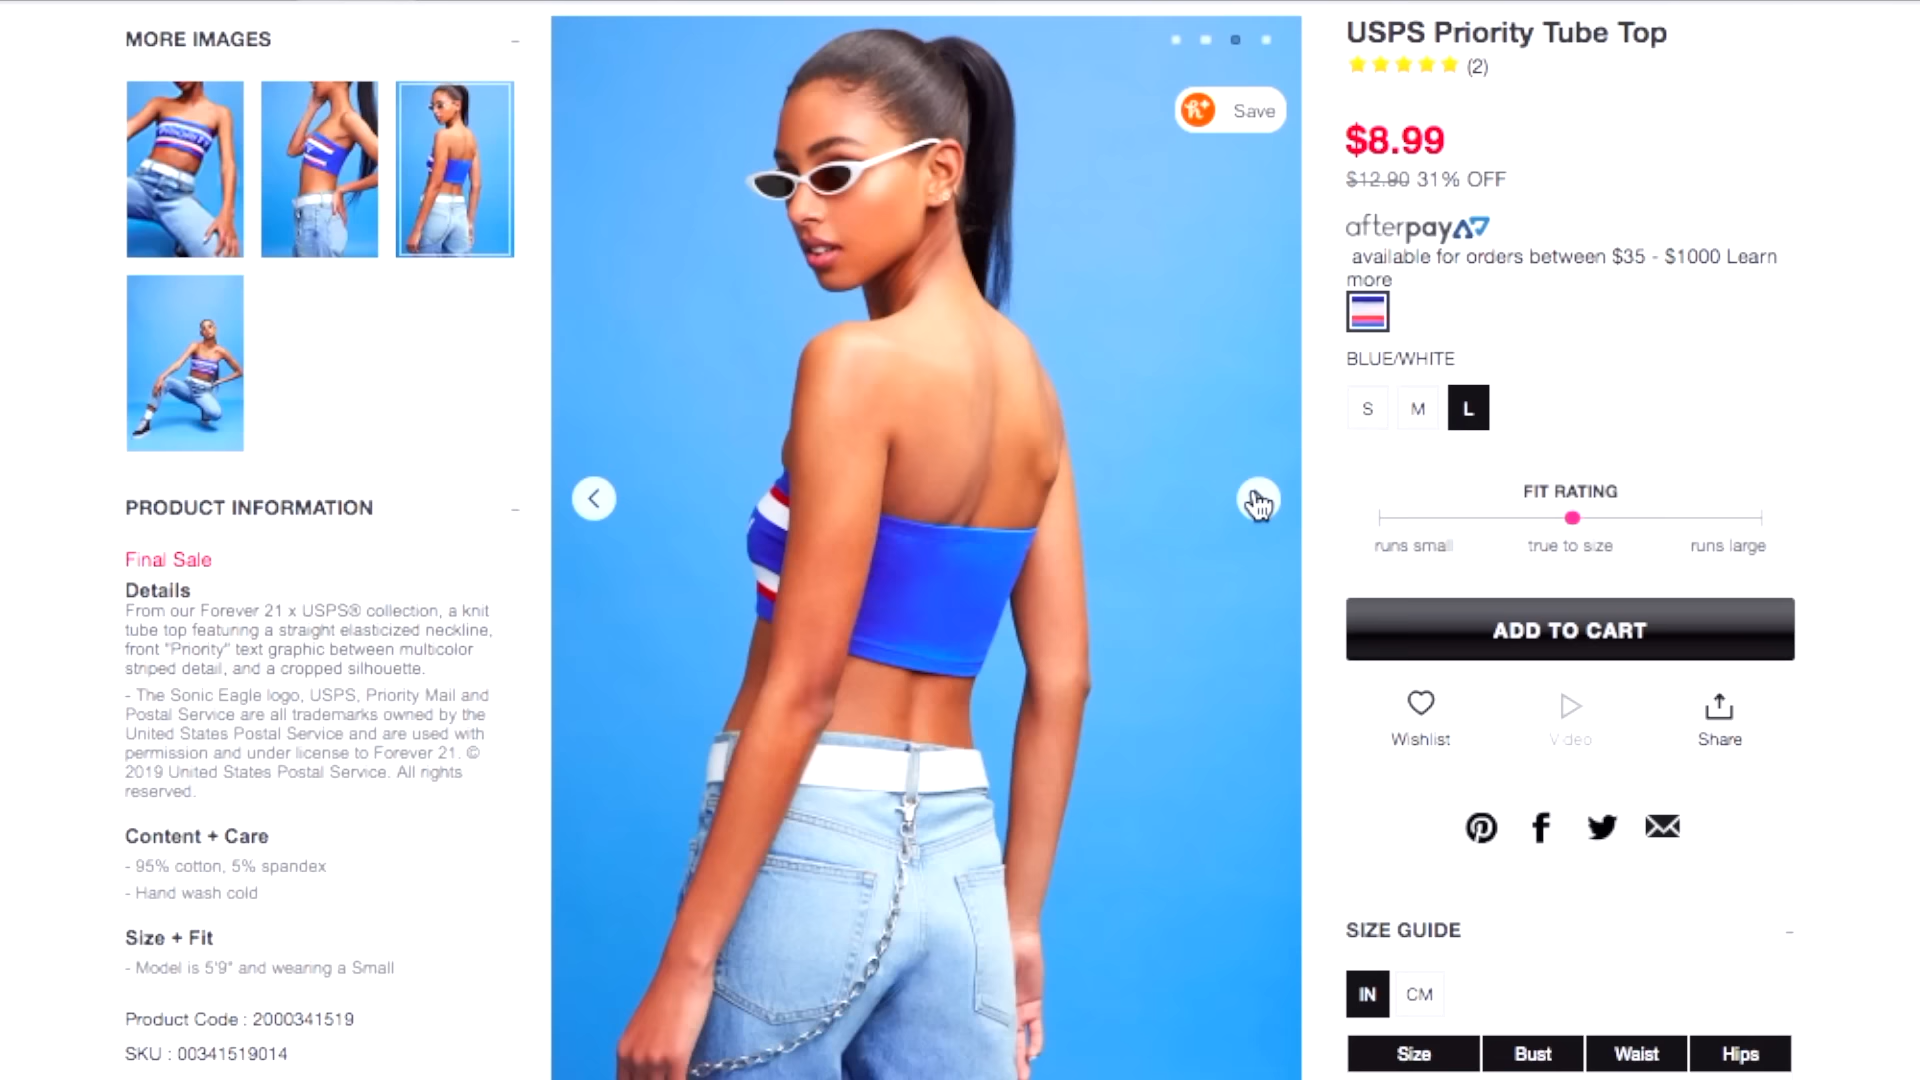 MORE IMAGES
PRODUCT INFORMATION
Final Sale
Details
From our Forever 21 x USPS® collection, a knit
tube top featuring a straight elasticized neckline,
front "Priority" text graphic between multicolor
striped detail, and a cropped silhouette.
- The Sonic Eagle logo, USPS, Priority Mail and
Postal Service are all trademarks owned by the
United States Postal Service and are used with
permission and under license to Forever 21. ©
2019 United States Postal Service. All rights
reserved.
Content + Care
- 95% cotton, 5% spandex
- Hand wash cold
Size + Fit
- Model is 5'9" and wearing a Small
Product Code : 2000341519
SKU : 00341519014
Save
USPS Priority Tube Top
(2)
$8.99
$12.90 31% OFF
afterpay
available for orders between $35 - $1000 Learn
more
BLUE/WHITE
S M L
FIT RATING
runs small true to size runs large
ADD TO CART
Wishlist Video Share
SIZE GUIDE
IN CM
Size Bust Waist Hips